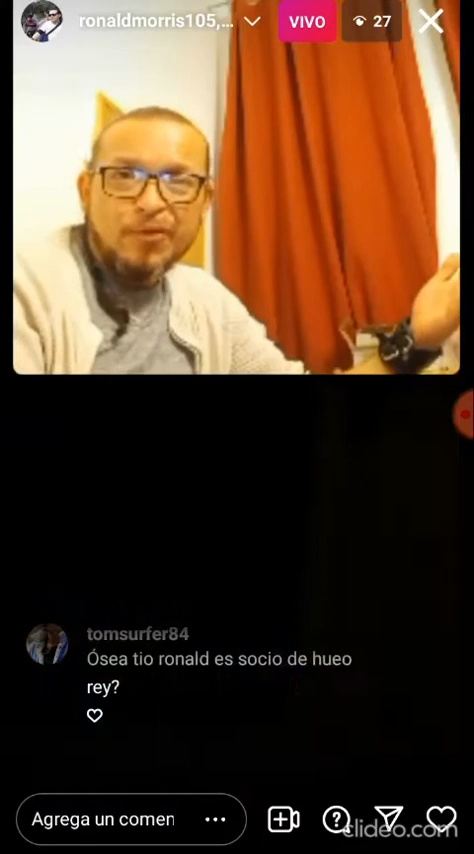 ronaldmorris105,...
VIVO
27
tomsurfer84
Ósea tio ronald es socio de hueo
rey?
Agrega un comen
clideo.com